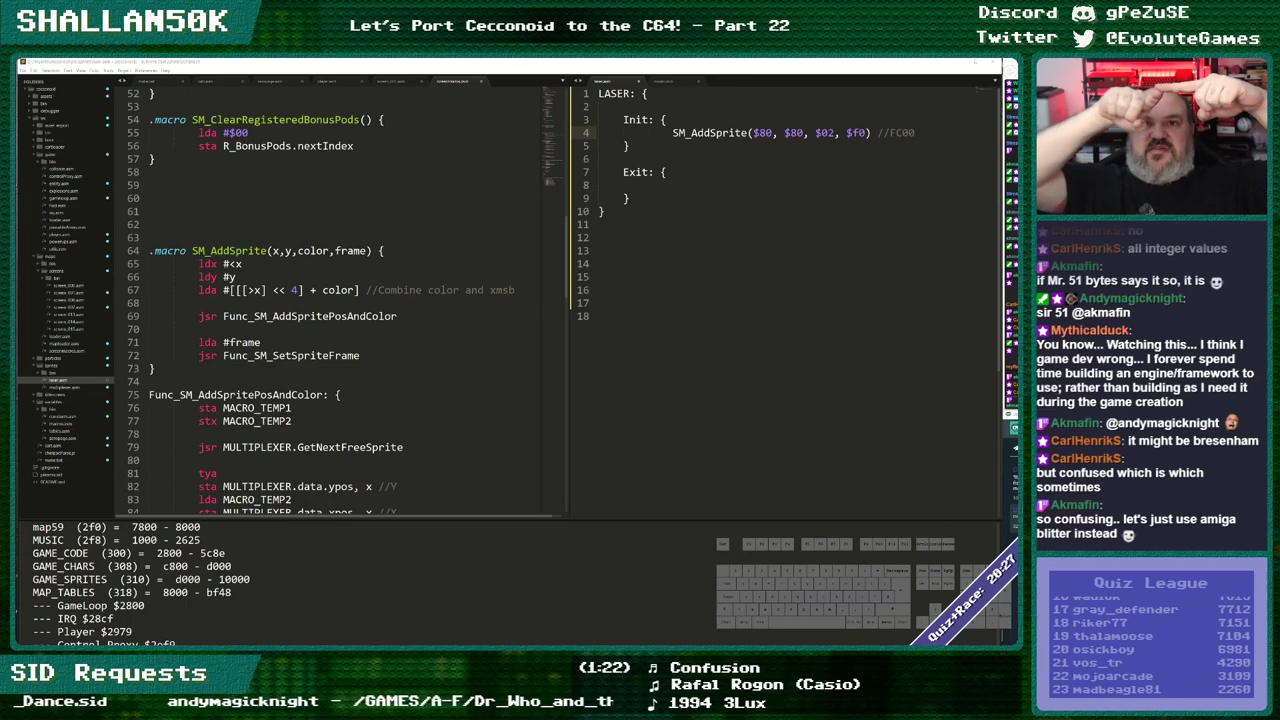 SHALLAN50K
Let's Port Cecconoid to the C64! - Part 22
Discord gPeZuSE
Twitter @EvoluteGames
52 }
53
54 .macro SM_ClearRegisteredBonusPods() {
55 lda #$00
56 sta R_BonusPods.nextIndex
57 }
58
59
60
61
62
63
64 .macro SM_AddSprite(x,y,color,frame) {
65 ldx #<x
66 ldy #y
67 lda #[[[>x] << 4] + color] //Combine color and xmsb
68
69 jsr Func_SM_AddSpritePosAndColor
70
71 lda #frame
72 jsr Func_SM_SetSpriteFrame
73 }
74
75 Func_SM_AddSpritePosAndColor: {
76 sta MACRO_TEMP1
77 stx MACRO_TEMP2
78
79 jsr MULTIPLEXER.GetNextFreeSprite
80
81 tya
82 sta MULTIPLEXER.data.ypos, x //Y
83 lda MACRO_TEMP2
84 sta MULTIPLEXER.data.xpos, x //Y
1 LASER: {
2
3 Init: {
4 SM_AddSprite($80, $80, $02, $f0) //FC00
5 }
6
7 Exit: {
8
9 }
10 }
11
12
13
14
15
16
17
18
map59 (2f0) = 7800 - 8000
MUSIC (2f8) = 1000 - 2625
GAME_CODE (300) = 2800 - 5c8e
GAME_CHARS (308) = c800 - d000
GAME_SPRITES (310) = d000 - 10000
MAP_TABLES (318) = 8000 - bf48
--- GameLoop $2800
--- IRQ $28cf
--- Player $2979
--- Control Proxy $2ef9
Quiz+Race: 20:27
CarlHenrikS: no
CarlHenrikS: all integer values
Akmafin:
if Mr. 51 bytes says it so, it is
Andymagicknight:
sir 51 @akmafin
Mythicalduck:
You know... Watching this... I think I
game dev wrong... I forever spend
time building an engine/framework to
use; rather than building as I need it
during the game creation
Akmafin: @andymagicknight
CarlHenrikS: it might be bresenham
CarlHenrikS:
but confused which is which
sometimes
Akmafin:
so confusing.. let's just use amiga
blitter instead
Quiz League
17 gray_defender 7712
18 riker77 7151
19 thalamoose 7104
20 osickboy 6981
21 vos_tr 4290
22 mojoarcade 3109
23 madbeagle81 2260
SID Requests
(1:22) Confusion
Rafal Rogon (Casio)
1994 3Lux
_Dance.sid andymagicknight - /GAMES/A-F/Dr_Who_and_tt